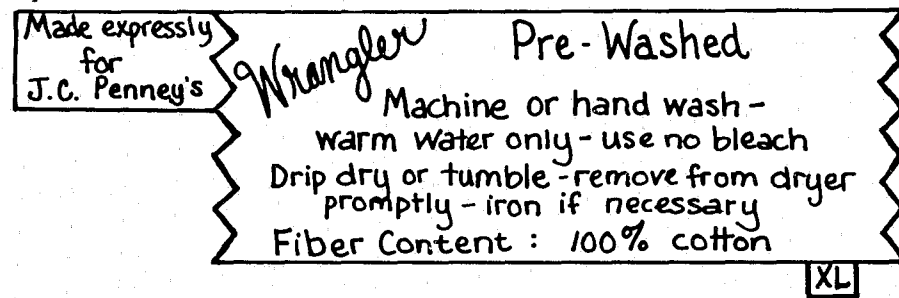 Made expressly
for
J.C. Penney's
Wrangler
Pre-Washed
Machine or hand wash-
warm water only-use no bleach
Drip dry or tumble-remove from dryer
promptly-iron if necessary
Fiber Content: 100% cotton
XL